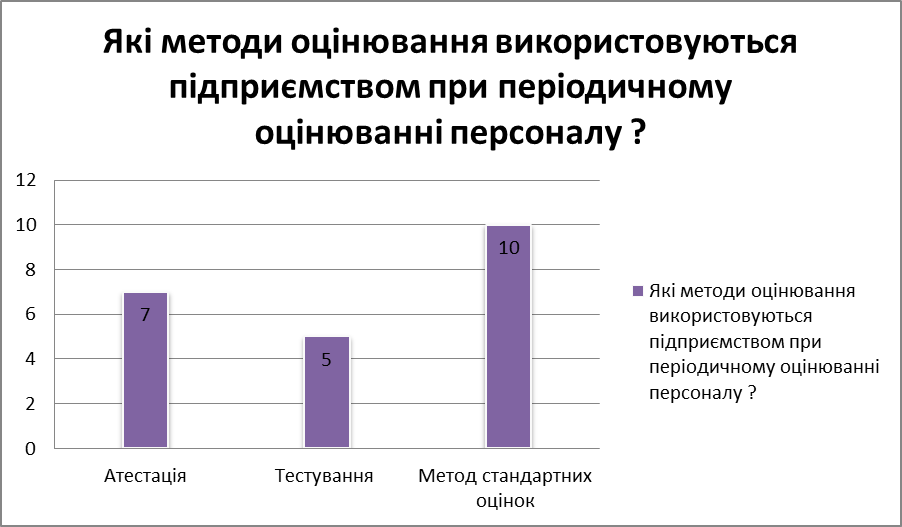 Які методи оцінювання використовуються
підприємством при періодичному
оцінюванні персоналу ?
12
10
8
6
4
2
0
7
5
10
Атестація
Тестування
Метод стандартних
оцінок
Які методи оцінювання
використовуються
підприємством при
періодичному оцінюванні
персоналу ?